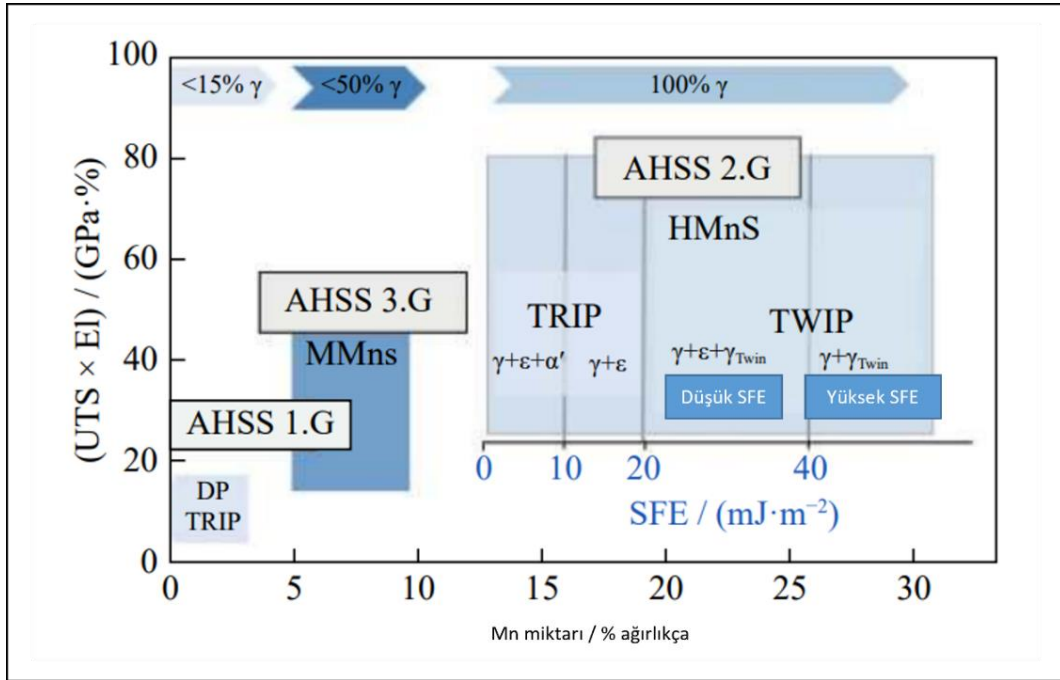 (UTS × El) / (GPa·%)
100
80
60
40
20
0
<15% γ
<50% γ
100% γ
AHSS 2.G
HMnS
AHSS 3.G
MMns
TRIP
TWIP
γ+ε+α′
γ+ε
γ+ε+γTwin
γ+γTwin
Düşük SFE
Yüksek SFE
AHSS 1.G
DP
TRIP
0 10 20 40
SFE / (mJ·m⁻²)
0 5 10 15 20 25 30
Mn miktarı / % ağırlıkça